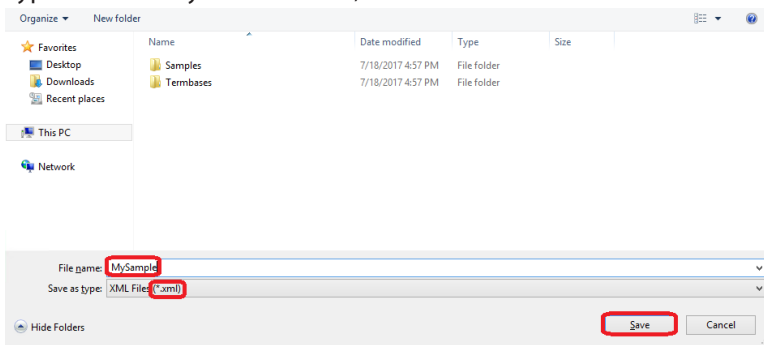 Organize ▾ New folder
Name Date modified Type Size
Favorites
Desktop
Downloads
Recent places
This PC
Network
Samples 7/18/2017 4:57 PM File folder
Termbases 7/18/2017 4:57 PM File folder
File name: MySample
Save as type: XML Files (*.xml)
Hide Folders Save Cancel